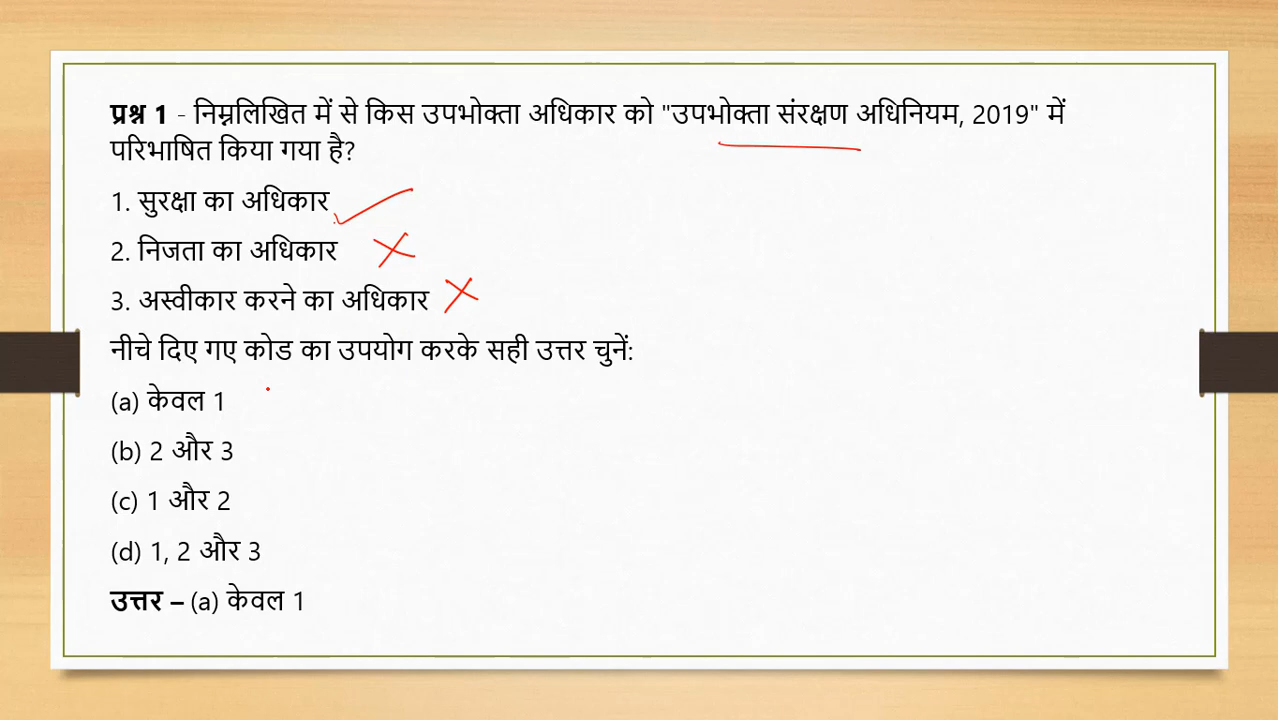 प्रश्न 1 - निम्नलिखित में से किस उपभोक्ता अधिकार को "उपभोक्ता संरक्षण अधिनियम, 2019" में
परिभाषित किया गया है?
1. सुरक्षा का अधिकार
2. निजता का अधिकार
3. अस्वीकार करने का अधिकार
नीचे दिए गए कोड का उपयोग करके सही उत्तर चुनें:
(a) केवल 1
(b) 2 और 3
(c) 1 और 2
(d) 1, 2 और 3
उत्तर – (a) केवल 1